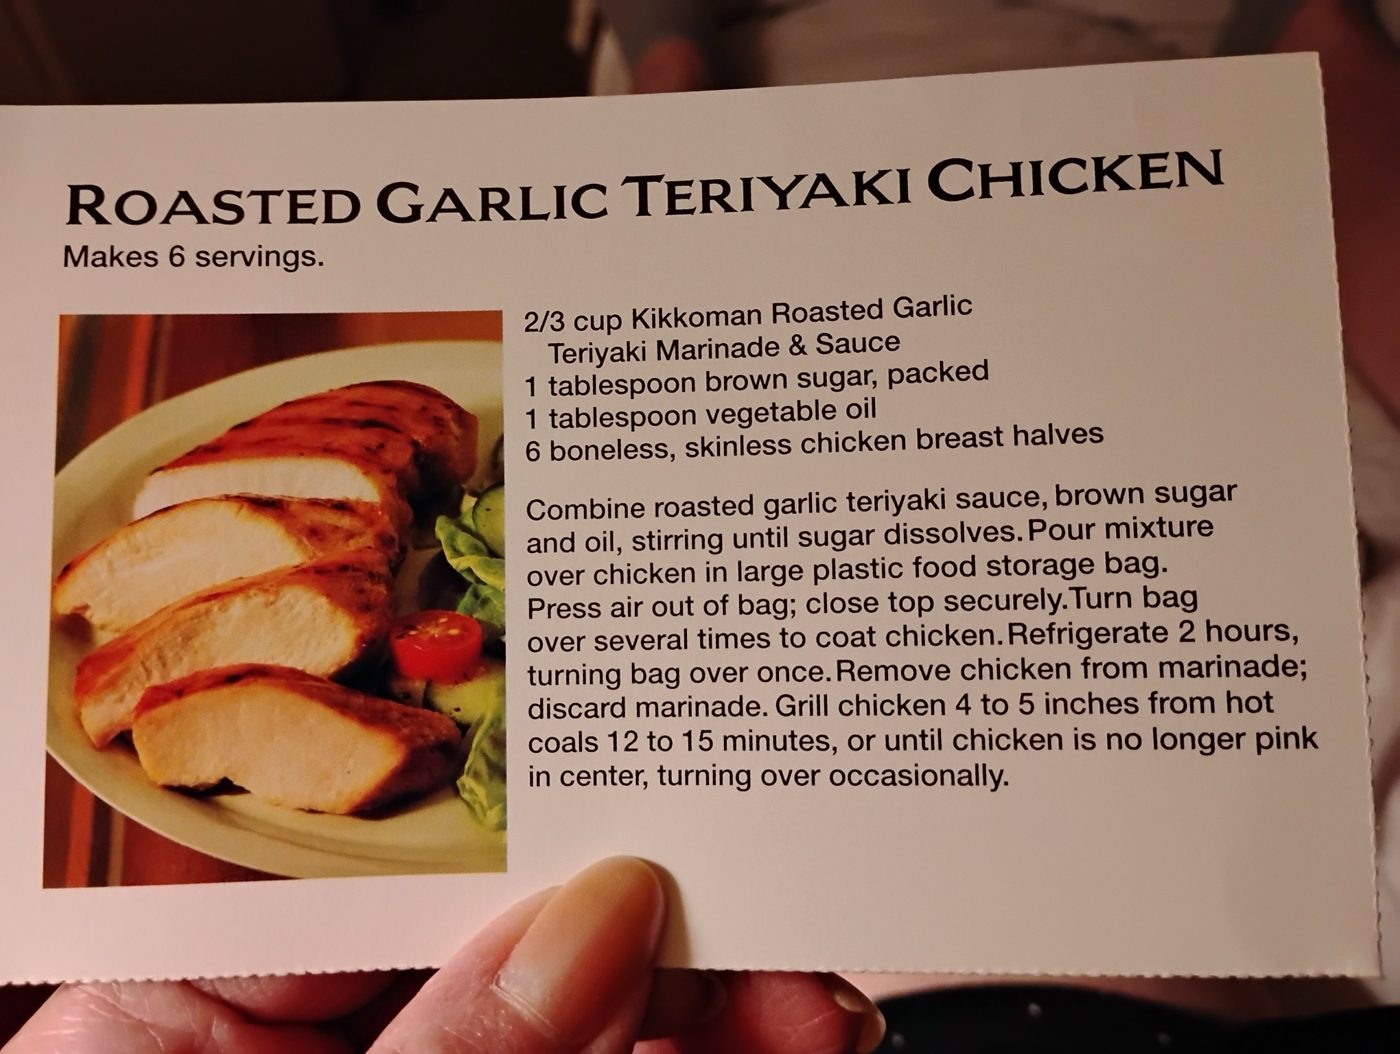 ROASTED GARLIC TERIYAKI CHICKEN
Makes 6 servings.
2/3 cup Kikkoman Roasted Garlic
Teriyaki Marinade & Sauce
1 tablespoon brown sugar, packed
1 tablespoon vegetable oil
6 boneless, skinless chicken breast halves
Combine roasted garlic teriyaki sauce, brown sugar
and oil, stirring until sugar dissolves. Pour mixture
over chicken in large plastic food storage bag.
Press air out of bag; close top securely. Turn bag
over several times to coat chicken. Refrigerate 2 hours,
turning bag over once. Remove chicken from marinade;
discard marinade. Grill chicken 4 to 5 inches from hot
coals 12 to 15 minutes, or until chicken is no longer pink
in center, turning over occasionally.